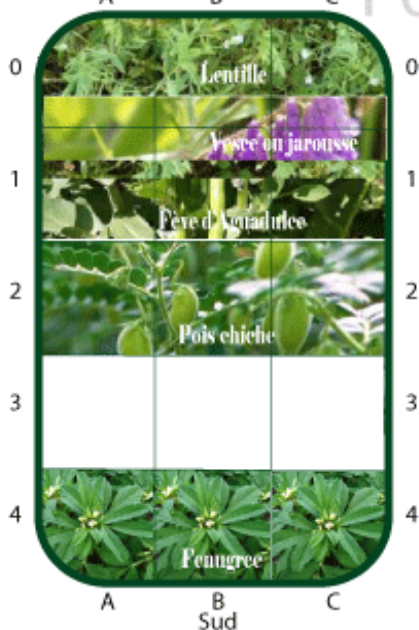 A B C
0 Lentille 0
Vesce ou jarousse
1 1
Fève d'Aguadulce
2 2
Pois chiche
3 3
4 4
Fenugrec
A B C
Sud